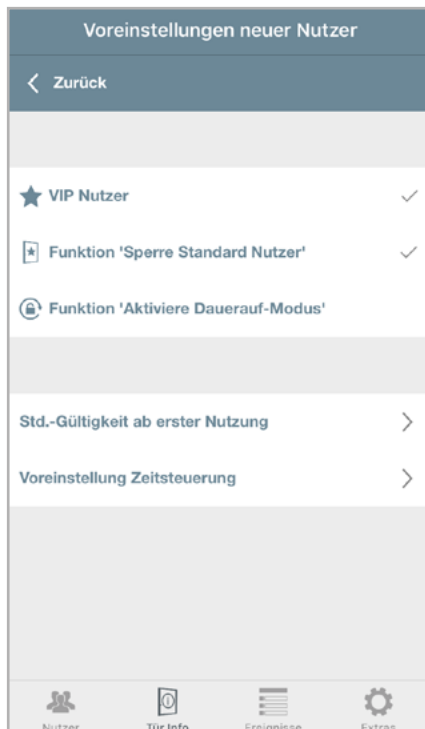 Voreinstellungen neuer Nutzer
Zurück
VIP Nutzer
Funktion 'Sperre Standard Nutzer'
Funktion 'Aktiviere Dauerauf-Modus'
Std.-Gültigkeit ab erster Nutzung
Voreinstellung Zeitsteuerung
Nutzer
Tür Info
Ereignisse
Extras